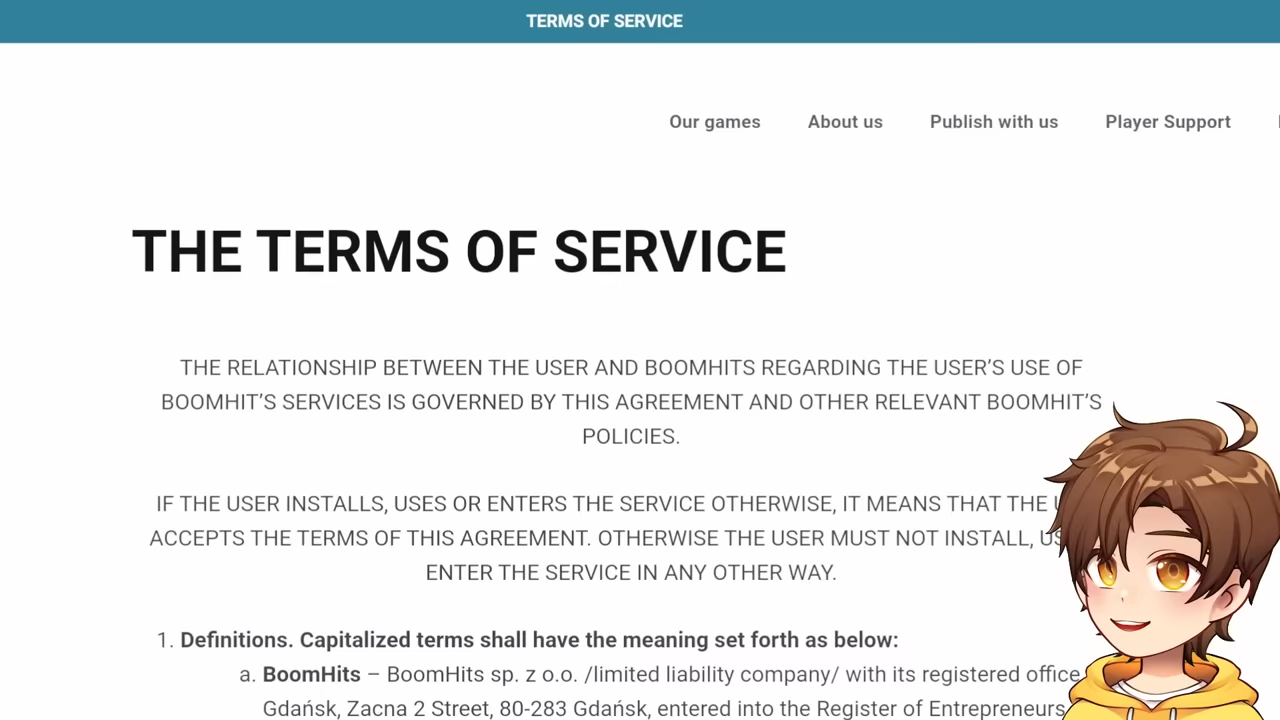 TERMS OF SERVICE
Our games About us Publish with us Player Support
THE TERMS OF SERVICE
THE RELATIONSHIP BETWEEN THE USER AND BOOMHITS REGARDING THE USER’S USE OF
BOOMHIT’S SERVICES IS GOVERNED BY THIS AGREEMENT AND OTHER RELEVANT BOOMHIT’S
POLICIES.
IF THE USER INSTALLS, USES OR ENTERS THE SERVICE OTHERWISE, IT MEANS THAT THE
ACCEPTS THE TERMS OF THIS AGREEMENT. OTHERWISE THE USER MUST NOT INSTALL,
ENTER THE SERVICE IN ANY OTHER WAY.
1. Definitions. Capitalized terms shall have the meaning set forth as below:
a. BoomHits – BoomHits sp. z o.o. /limited liability company/ with its registered office
Gdańsk, Zacna 2 Street, 80-283 Gdańsk, entered into the Register of Entrepreneurs